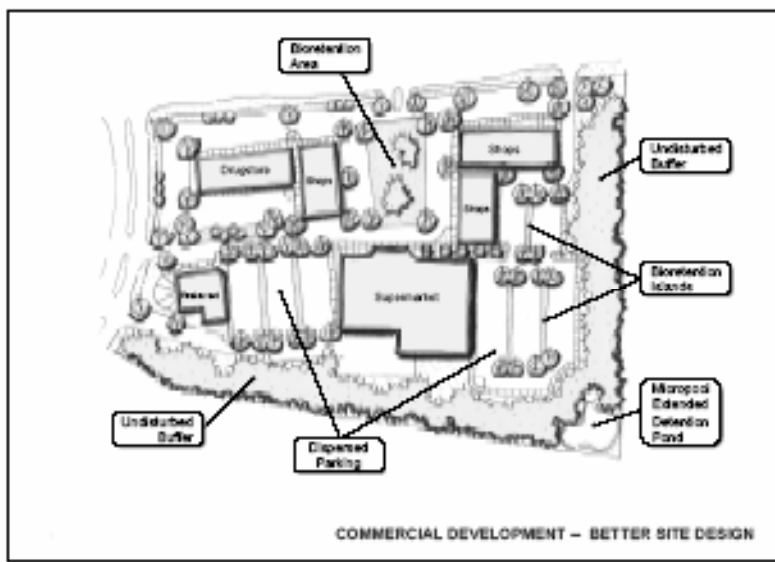 Bioretention
Area
Shops
Undisturbed
Buffer
Drugstore
Shops
Shops
Bioretention
Islands
Supermarket
Micropool
Extended
Detention
Pond
Undisturbed
Buffer
Dispersed
Parking
COMMERCIAL DEVELOPMENT – BETTER SITE DESIGN